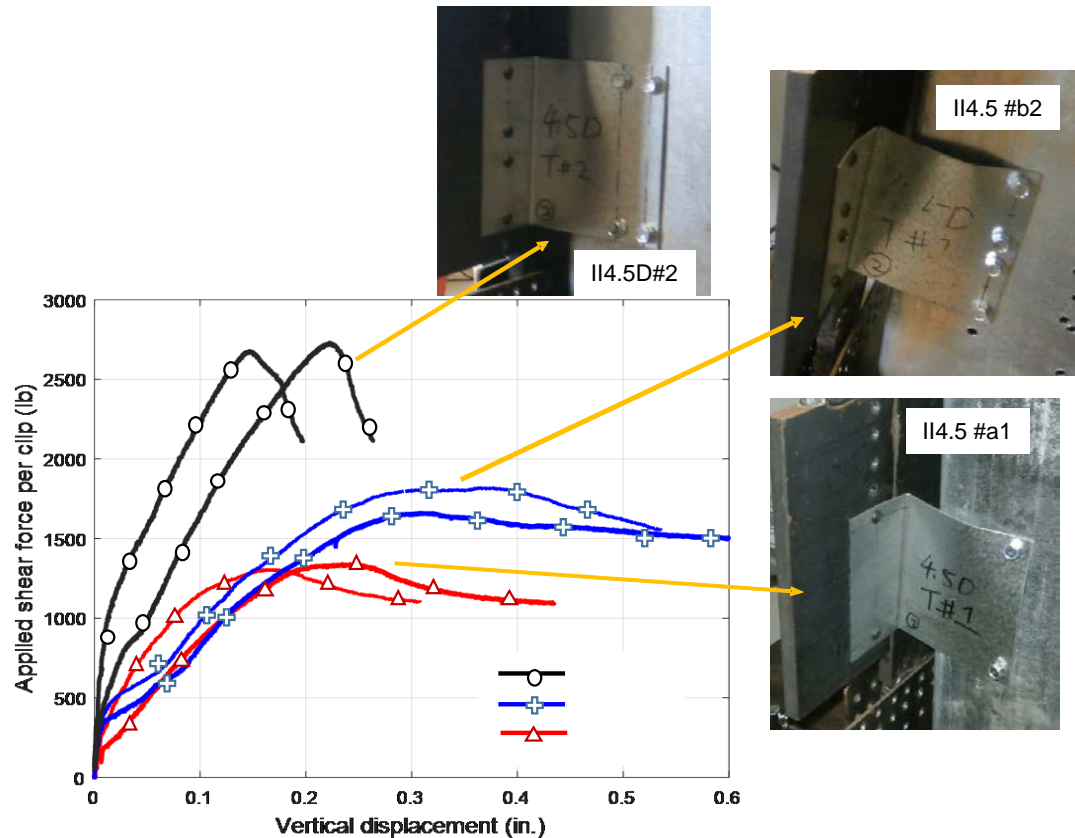 4.5D
T#2
②
II4.5D#2
II4.5 #b2
T #
②
II4.5 #a1
4.5D
T#1
Applied shear force per clip (lb)
3000
2500
2000
1500
1000
500
0
0 0.1 0.2 0.3 0.4 0.5 0.6
Vertical displacement (in.)